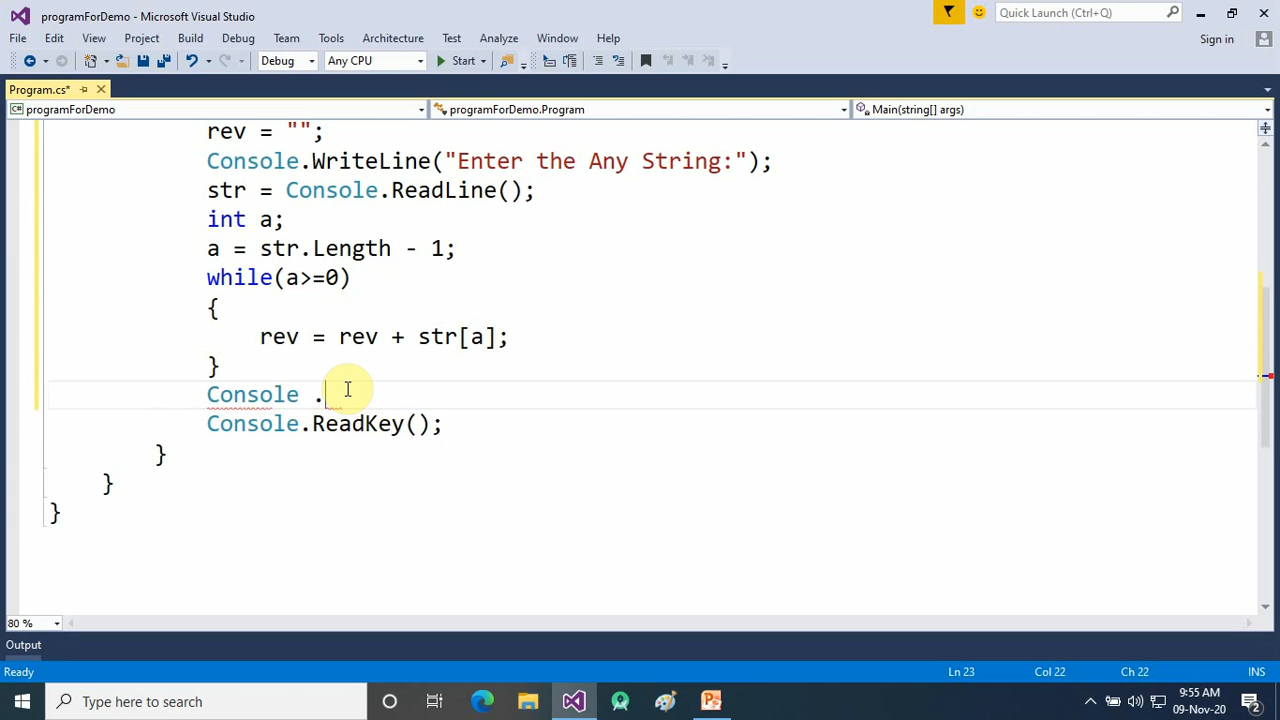 programForDemo - Microsoft Visual Studio
Quick Launch (Ctrl+Q)
File Edit View Project Build Debug Team Tools Architecture Test Analyze Window Help
Sign in
Debug Any CPU Start
Program.cs*
C# programForDemo programForDemo.Program Main(string[] args)
rev = "";
Console.WriteLine("Enter the Any String:");
str = Console.ReadLine();
int a;
a = str.Length - 1;
while(a>=0)
{
rev = rev + str[a];
}
Console .
Console.ReadKey();
}
}
}
80 %
Output
Ready Ln 23 Col 22 Ch 22 INS
Type here to search
9:55 AM
09-Nov-20
2